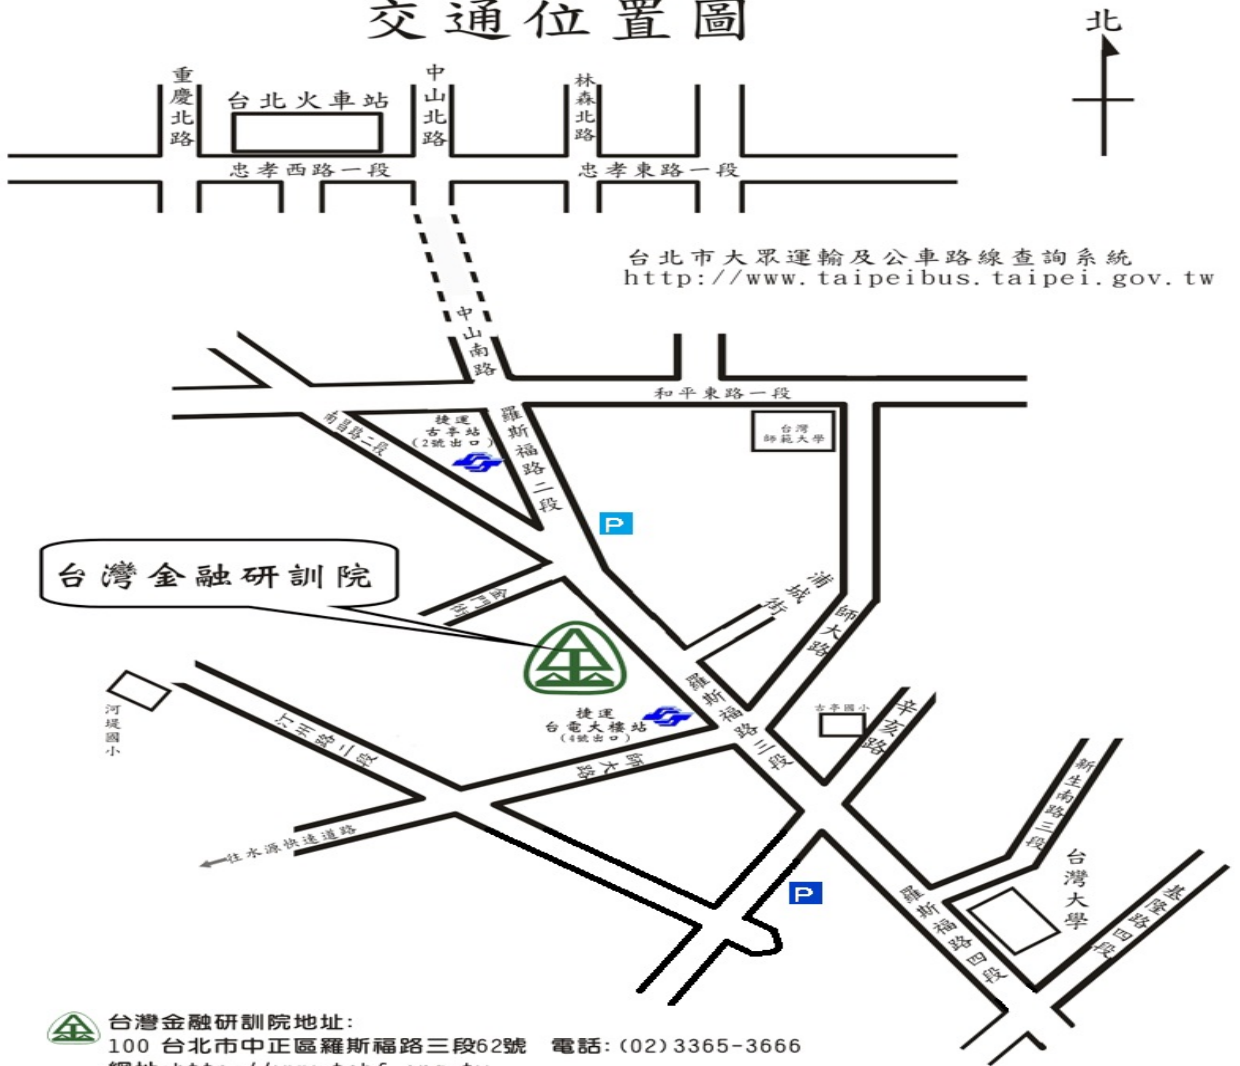 交通位置圖
北
重慶北路
台北火車站
中山北路
林森北路
忠孝西路一段
忠孝東路一段
台北市大眾運輸及公車路線查詢系統
http://www.taipeibus.taipei.gov.tw
中山南路
和平東路一段
南昌路二段
捷運
古亭站
(2號出口)
羅斯福路二段
台灣
師範大學
P
台灣金融研訓院
金門街
浦城街
師大路
河堤國小
汀州路二段
捷運
台電大樓站
(4號出口)
羅斯福路三段
古亭國小
辛亥路
師大路
新生南路三段
往水源快速道路
P
台灣大學
羅斯福路四段
基隆路四段
台灣金融研訓院地址:
100 台北市中正區羅斯福路三段62號 電話:(02)3365-3666